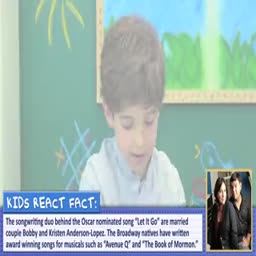 KIDS REACT FACT:
The songwriting duo behind the Oscar nominated song "Let It Go" are married
couple Bobby and Kristen Anderson-Lopez. The Broadway natives have written
award winning songs for musicals such as "Avenue Q" and "The Book of Mormon."